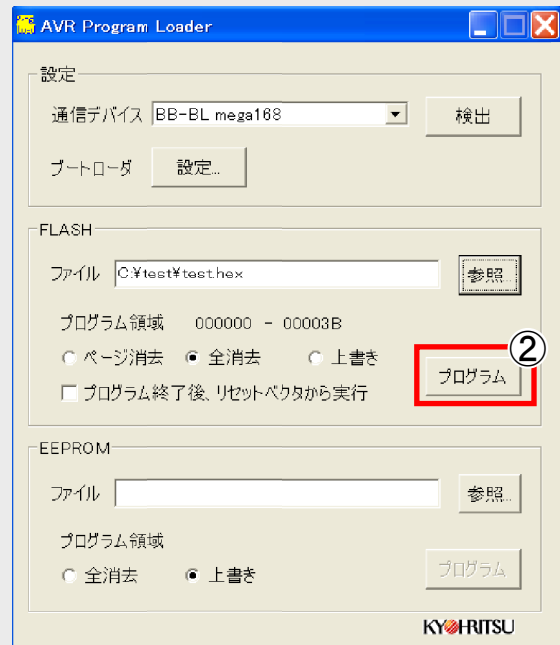 AVR Program Loader
設定
通信デバイス BB-BL mega168 検出
ブートローダ 設定...
FLASH
ファイル C:¥test¥test.hex 参照...
プログラム領域 000000 - 00003B
ページ消去 全消去 上書き
②
プログラム
プログラム終了後、リセットベクタから実行
EEPROM
ファイル 参照...
プログラム領域
全消去 上書き
プログラム
KYOHRITSU